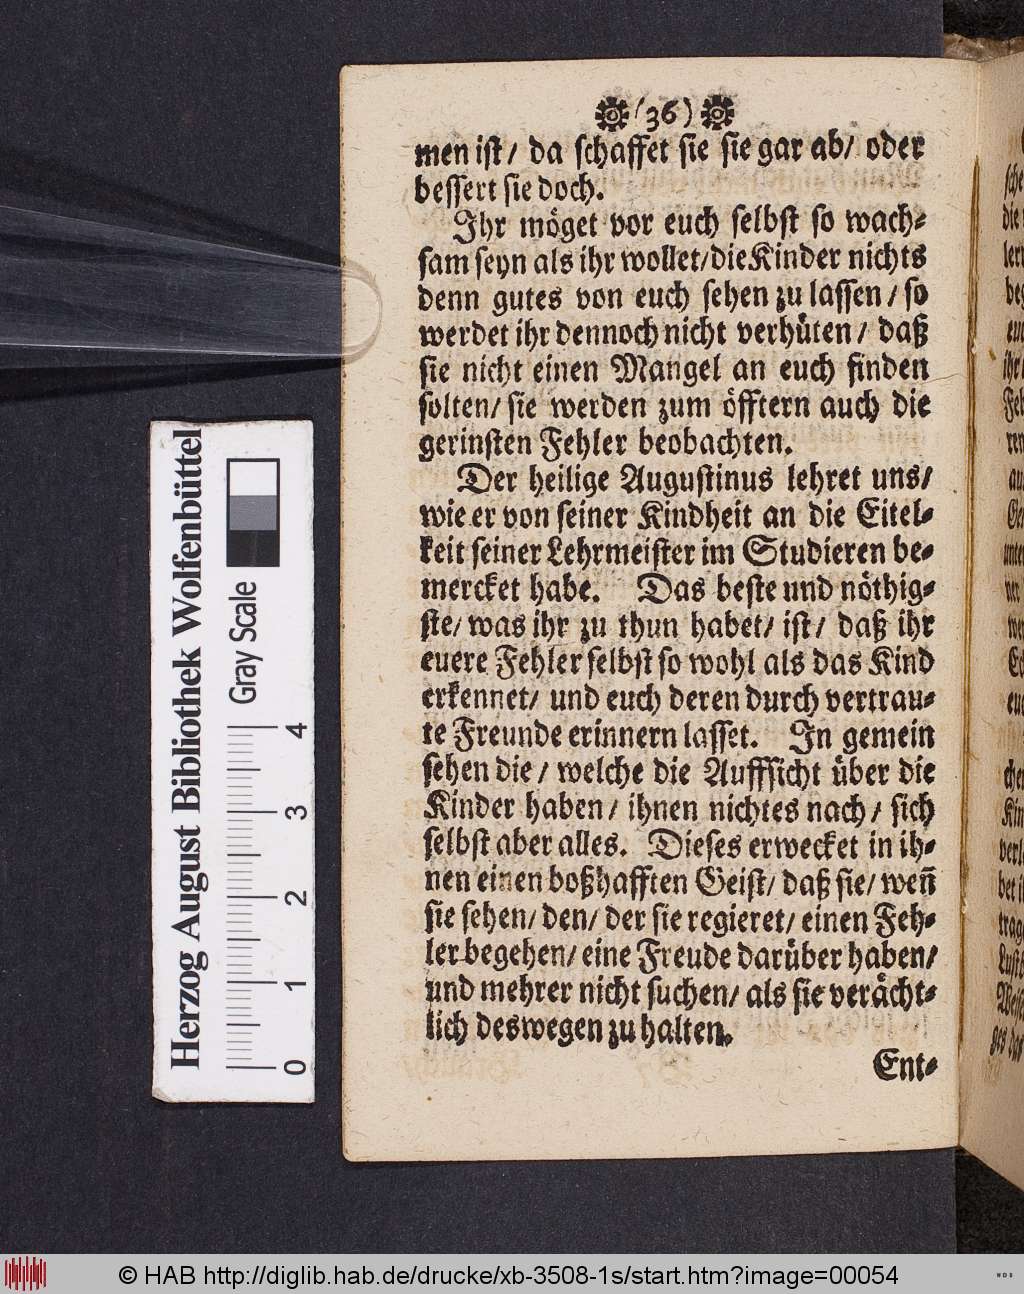 (36)
men ist/ da schaffet sie sie gar ab/ oder
bessert sie doch.
Ihr möget vor euch selbst so wach-
sam seyn als ihr wollet/ die Kinder nichts
denn gutes von euch sehen zu lassen/ so
werdet ihr dennoch nicht verhüten/ daß
sie nicht einen Mangel an euch finden
solten/ sie werden zum öfftern auch die
geringsten Fehler beobachten.
Der heilige Augustinus lehret uns/
wie er von seiner Kindheit an die Eitel-
keit seiner Lehrmeister im Studieren be-
mercket habe. Das beste und nöthig-
ste/ was ihr zu thun habet/ ist/ daß ihr
euere Fehler selbst so wohl als das Kind
erkennet/ und euch deren durch vertrau-
te Freunde erinnern lasset. In gemein
sehen die/ welche die Auffsicht über die
Kinder haben/ ihnen nichtes nach/ sich
selbst aber alles. Dieses erwecket in ih-
nen einen boßhafften Geist/ daß sie/ weñ
sie sehen/ den/ der sie regieret/ einen Feh-
ler begehen/ eine Freude darüber haben/
und mehrer nicht suchen/ als sie verächt-
lich deswegen zu halten.
Ent-
Herzog August Bibliothek Wolfenbüttel
Gray Scale
0 1 2 3 4
© HAB http://diglib.hab.de/drucke/xb-3508-1s/start.htm?image=00054